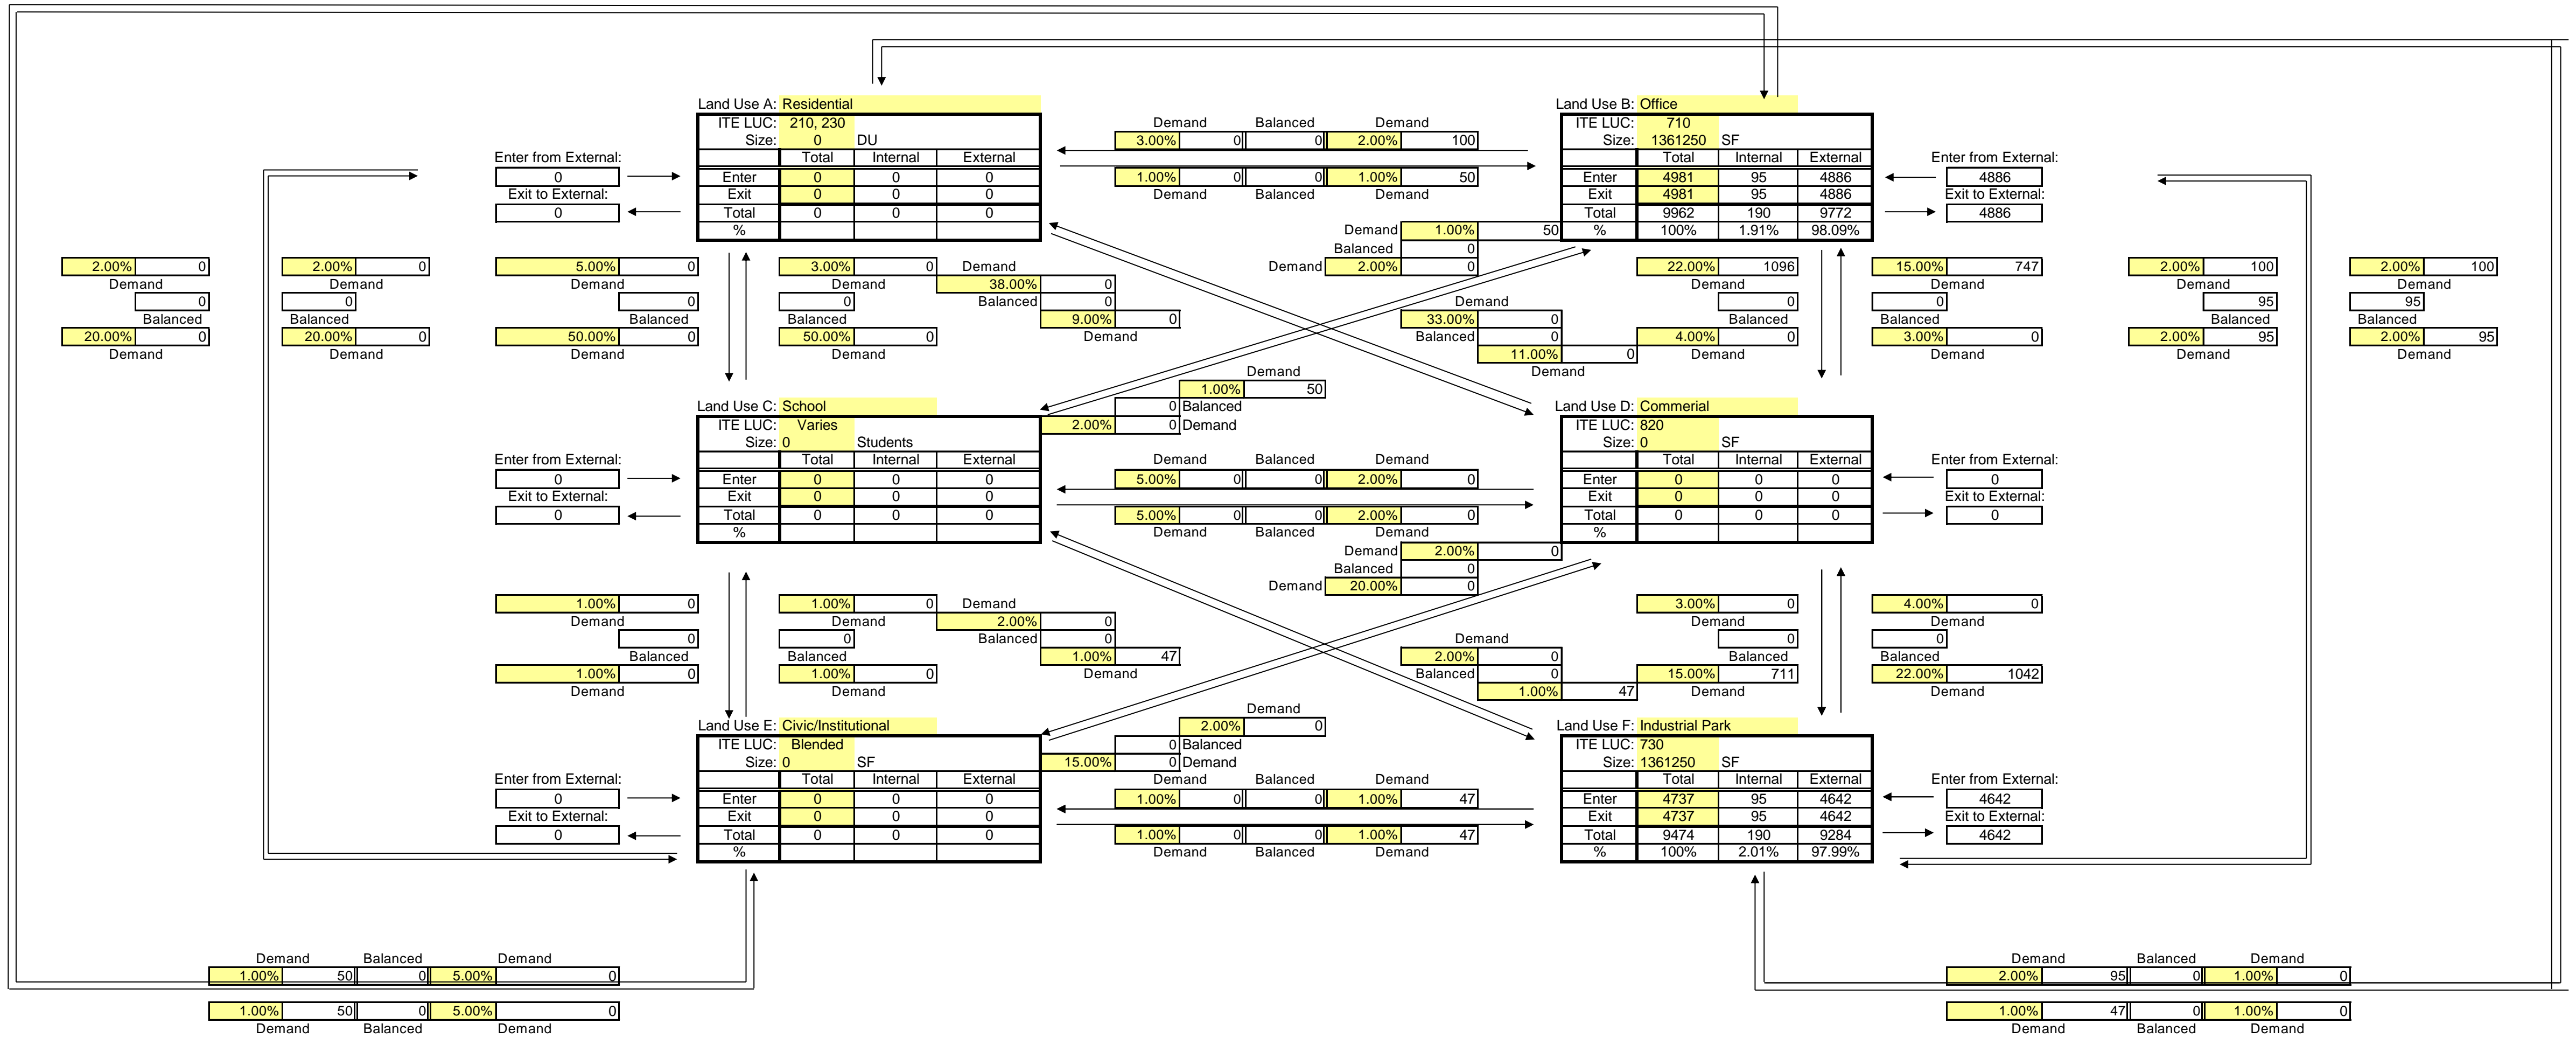 Land Use A: Residential
ITE LUC: 210, 230
Size: 0 DU
Total Internal External
Enter 0 0 0
Exit 0 0 0
Total 0 0 0
%
Enter from External:
0
Exit to External:
0
Demand Balanced Demand
3.00% 0 0 2.00% 100
1.00% 0 0 1.00% 50
Demand Balanced Demand
Land Use B: Office
ITE LUC: 710
Size: 1361250 SF
Total Internal External
Enter 4981 95 4886
Exit 4981 95 4886
Total 9962 190 9772
% 100% 1.91% 98.09%
Enter from External:
4886
Exit to External:
4886
Demand 1.00% 50
Balanced 0
Demand 2.00% 0
2.00% 0
Demand
0
Balanced
20.00% 0
Demand
2.00% 0
Demand
0
Balanced
20.00% 0
Demand
5.00% 0
Demand
0
Balanced
50.00% 0
Demand
3.00% 0
Demand
0
Balanced
50.00% 0
Demand
Demand
38.00% 0
Balanced 0
9.00% 0
Demand
Demand
33.00% 0
Balanced 0
11.00% 0
Demand
22.00% 1096
Demand
0
Balanced
4.00% 0
Demand
15.00% 747
Demand
0
Balanced
3.00% 0
Demand
2.00% 100
Demand
95
Balanced
2.00% 95
Demand
2.00% 100
Demand
95
Balanced
2.00% 95
Demand
Demand
1.00% 50
0 Balanced
2.00% 0 Demand
Land Use C: School
ITE LUC: Varies
Size: 0 Students
Total Internal External
Enter 0 0 0
Exit 0 0 0
Total 0 0 0
%
Enter from External:
0
Exit to External:
0
Demand Balanced Demand
5.00% 0 0 2.00% 0
5.00% 0 0 2.00% 0
Demand Balanced Demand
Land Use D: Commerial
ITE LUC: 820
Size: 0 SF
Total Internal External
Enter 0 0 0
Exit 0 0 0
Total 0 0 0
%
Enter from External:
0
Exit to External:
0
Demand 2.00% 0
Balanced 0
Demand 20.00% 0
1.00% 0
Demand
0
Balanced
1.00% 0
Demand
1.00% 0
Demand
0
Balanced
1.00% 0
Demand
Demand
2.00% 0
Balanced 0
1.00% 47
Demand
Demand
2.00% 0
Balanced 0
1.00% 47
3.00% 0
Demand
0
Balanced
15.00% 711
Demand
4.00% 0
Demand
0
Balanced
22.00% 1042
Demand
Demand
2.00% 0
0 Balanced
15.00% 0 Demand
Land Use E: Civic/Institutional
ITE LUC: Blended
Size: 0 SF
Total Internal External
Enter 0 0 0
Exit 0 0 0
Total 0 0 0
%
Enter from External:
0
Exit to External:
0
Demand Balanced Demand
1.00% 0 0 1.00% 47
1.00% 0 0 1.00% 47
Demand Balanced Demand
Land Use F: Industrial Park
ITE LUC: 730
Size: 1361250 SF
Total Internal External
Enter 4737 95 4642
Exit 4737 95 4642
Total 9474 190 9284
% 100% 2.01% 97.99%
Enter from External:
4642
Exit to External:
4642
Demand Balanced Demand
1.00% 50 0 5.00% 0
1.00% 50 0 5.00% 0
Demand Balanced Demand
Demand Balanced Demand
2.00% 95 0 1.00% 0
1.00% 47 0 1.00% 0
Demand Balanced Demand